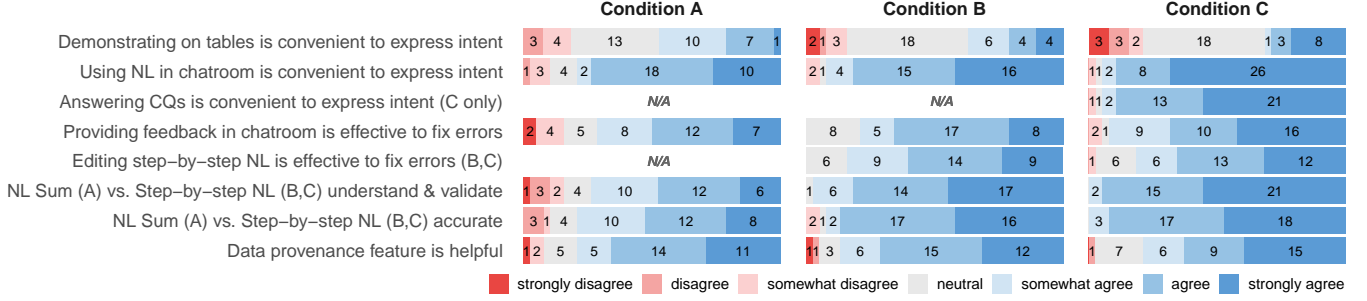 Condition A Condition B Condition C
Demonstrating on tables is convenient to express intent 3 4 13 10 7 1 2 1 3 18 6 4 4 3 3 2 18 1 3 8
Using NL in chatroom is convenient to express intent 1 3 4 2 18 10 2 1 4 15 16 1 1 2 8 26
Answering CQs is convenient to express intent (C only) N/A N/A 1 1 2 13 21
Providing feedback in chatroom is effective to fix errors 2 4 5 8 12 7 8 5 17 8 2 1 9 10 16
Editing step−by−step NL is effective to fix errors (B,C) N/A 6 9 14 9 1 6 6 13 12
NL Sum (A) vs. Step−by−step NL (B,C) understand & validate 1 3 2 4 10 12 6 1 6 14 17 2 15 21
NL Sum (A) vs. Step−by−step NL (B,C) accurate 3 1 4 10 12 8 2 1 2 17 16 3 17 18
Data provenance feature is helpful 1 2 5 5 14 11 1 1 3 6 15 12 1 7 6 9 15
strongly disagree disagree somewhat disagree neutral somewhat agree agree strongly agree